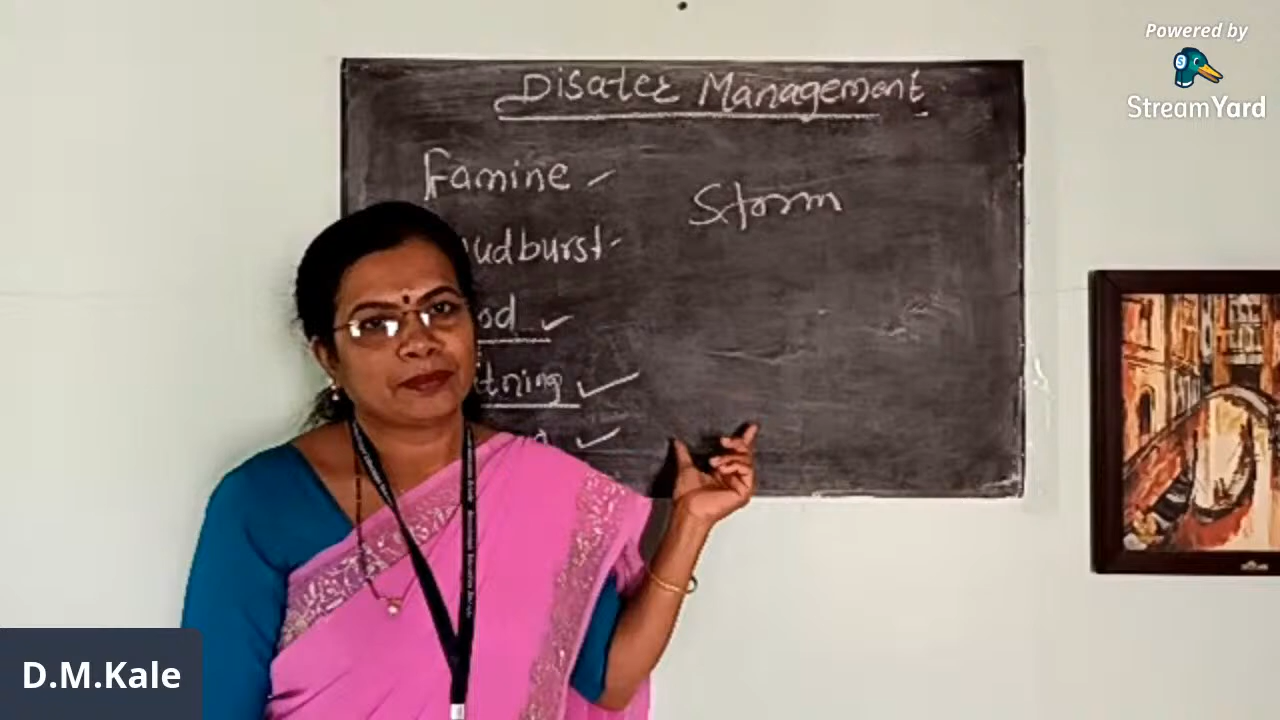 Powered by
StreamYard
Disater Management
Famine
Storm
udburst
od
tning
D.M.Kale